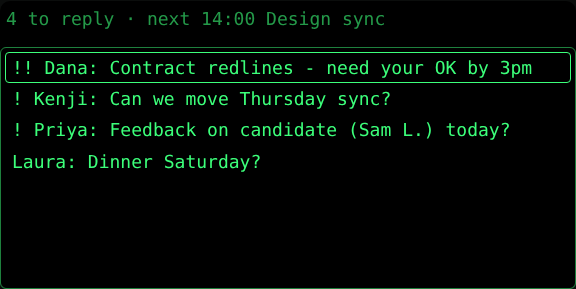 4 to reply · next 14:00 Design sync
!! Dana: Contract redlines - need your OK by 3pm
! Kenji: Can we move Thursday sync?
! Priya: Feedback on candidate (Sam L.) today?
Laura: Dinner Saturday?